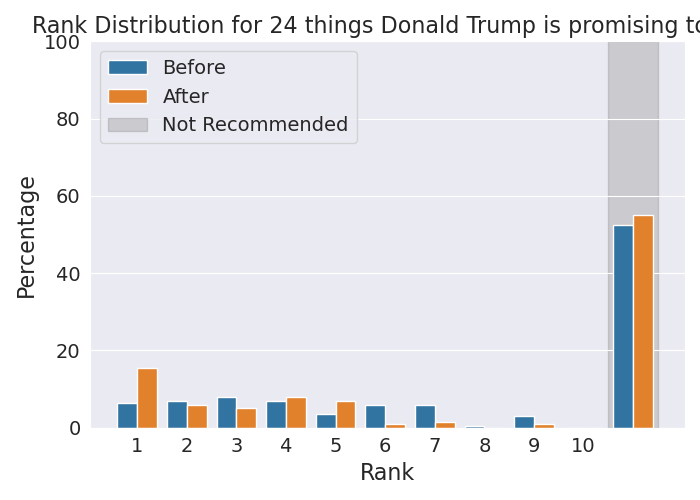 Rank Distribution for 24 things Donald Trump is promising to
100
80
60
40
20
0
Percentage
Before
After
Not Recommended
1 2 3 4 5 6 7 8 9 10
Rank